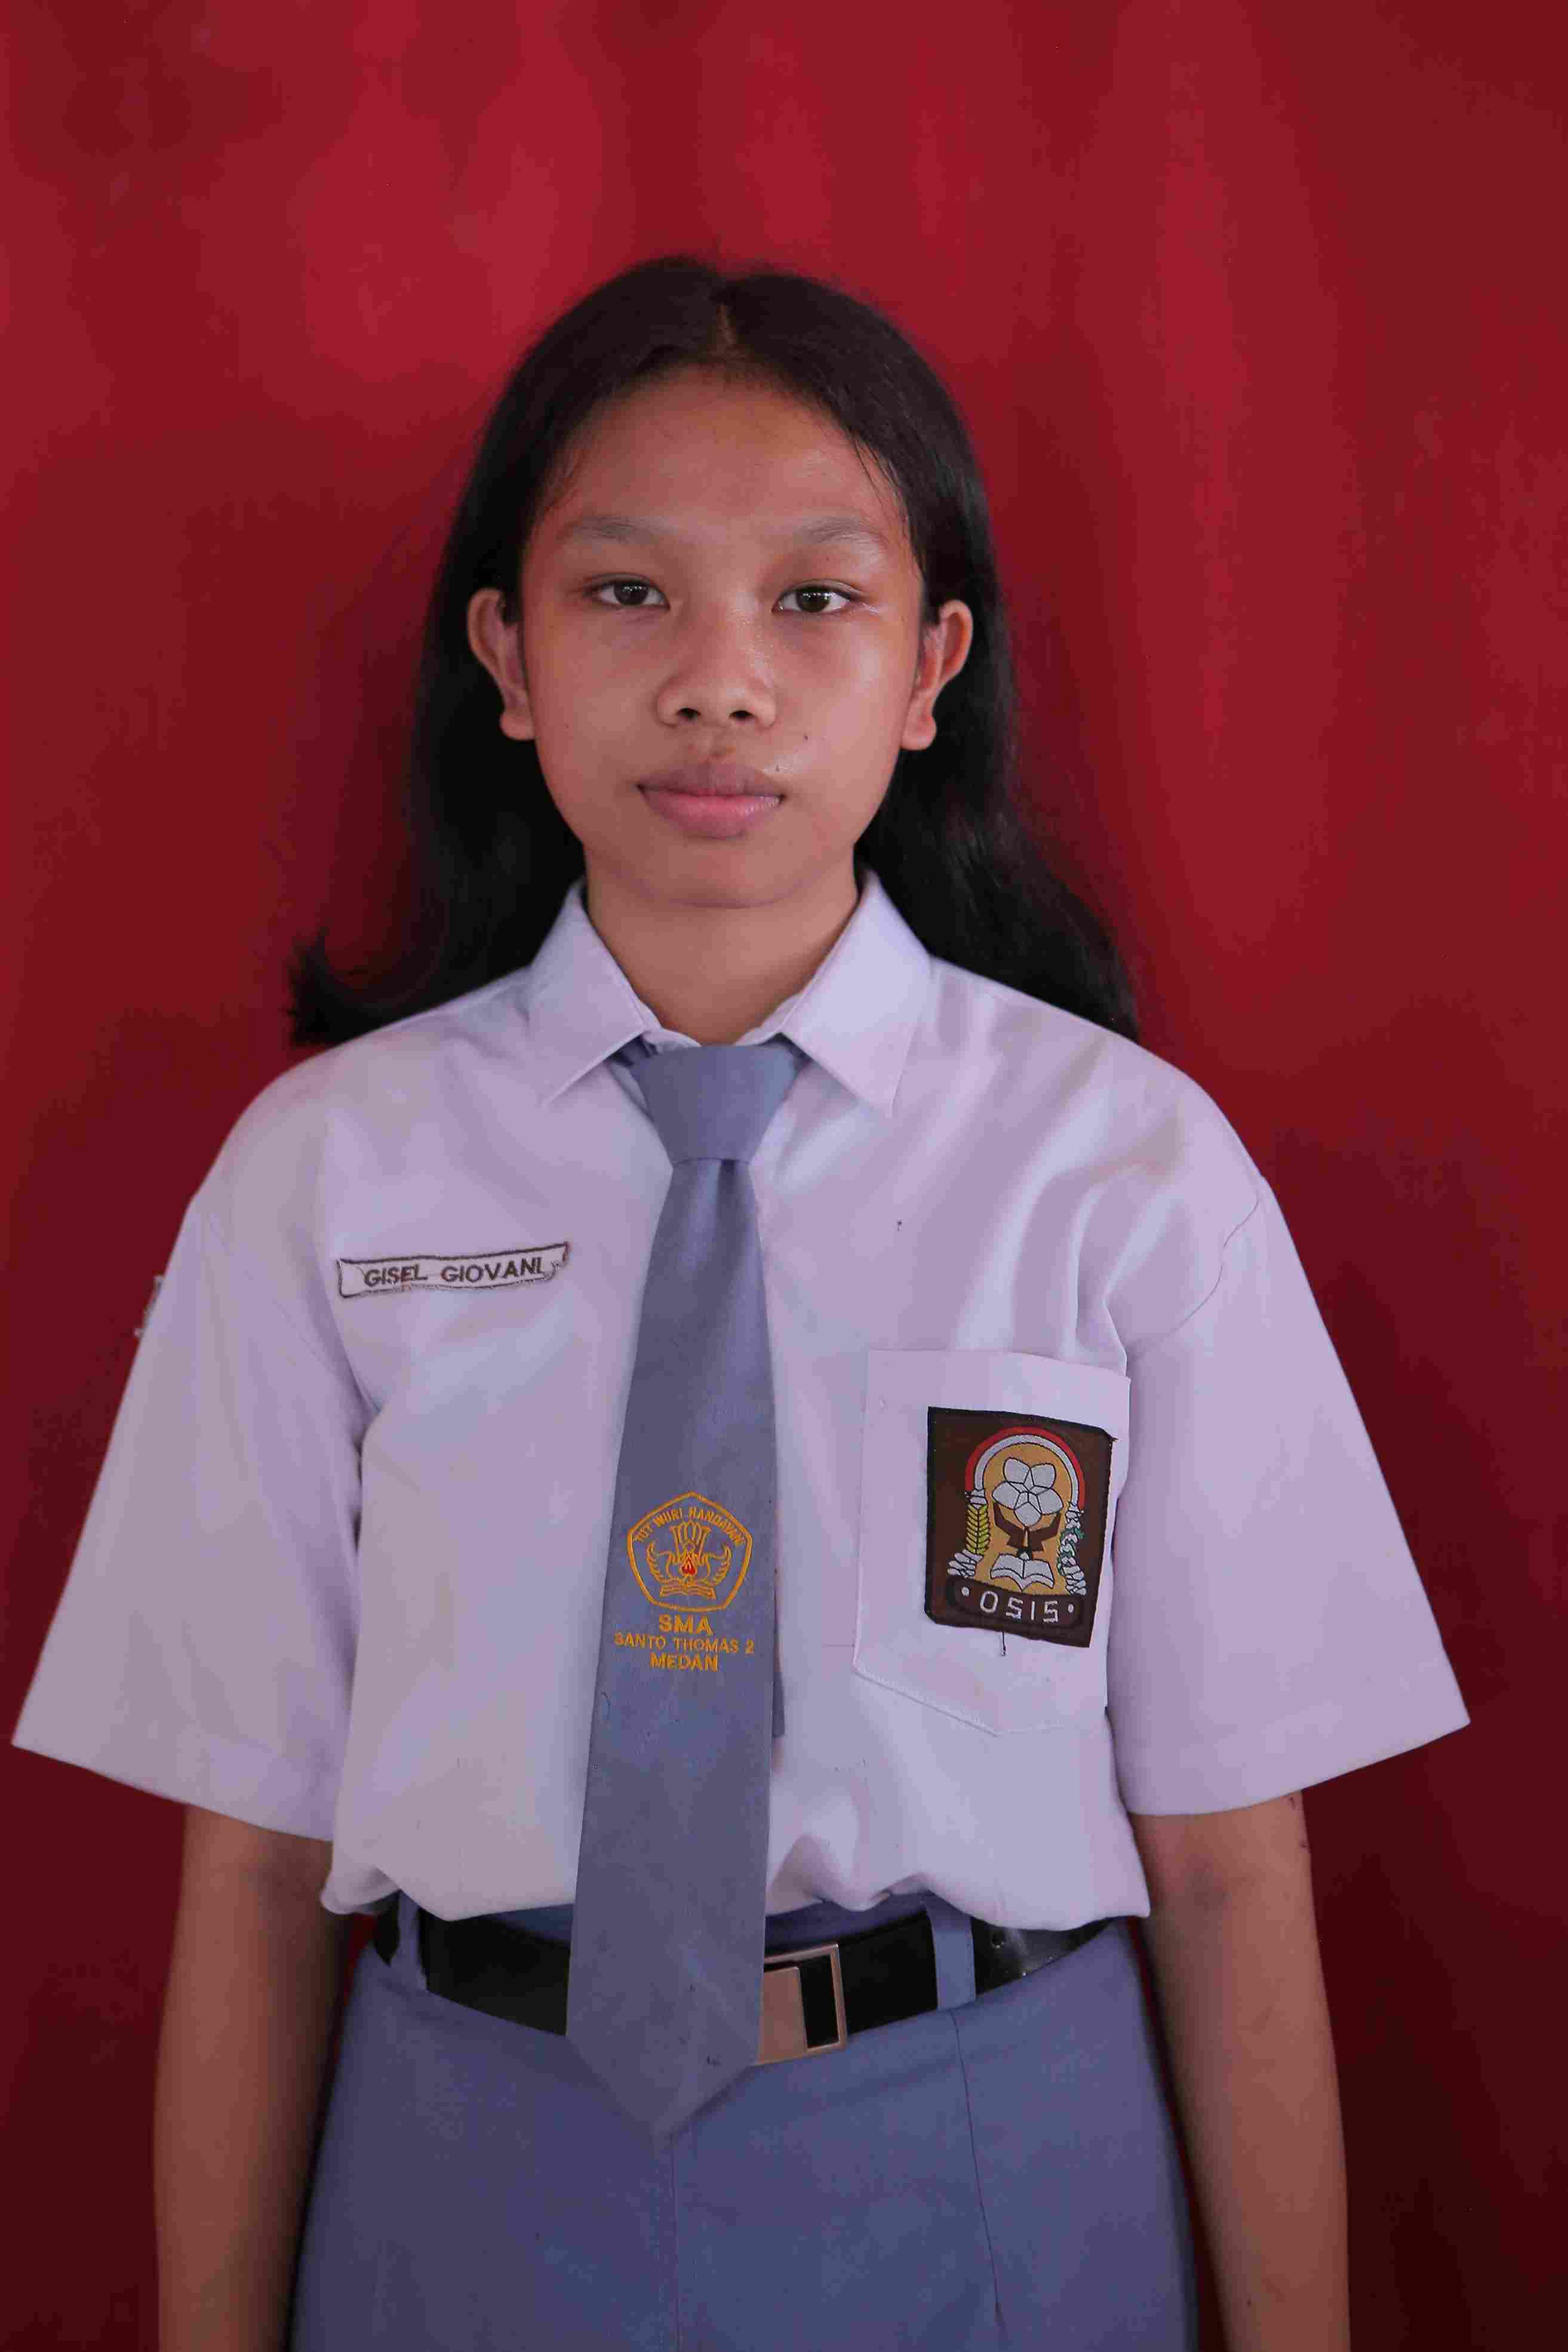 GISEL GIOVANI
TUT WURI HANDAYANI
SMA
SANTO THOMAS 2
MEDAN
OSIS